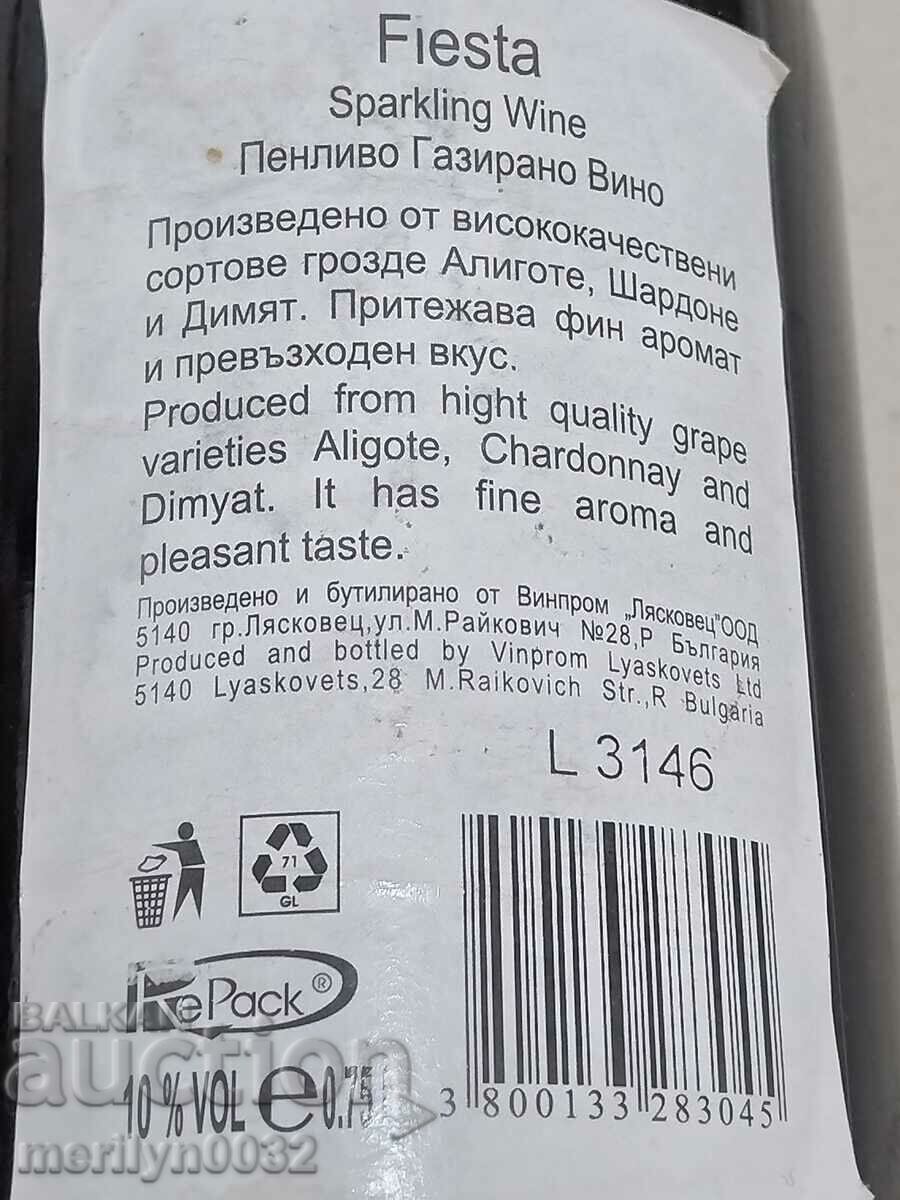 Fiesta
Sparkling Wine
Пенливо Газирано Вино
Произведено от висококачествени
сортове грозде Алиготе, Шардоне
и Димят. Притежава фин аромат
и превъзходен вкус.
Produced from hight quality grape
varieties Aligote, Chardonnay and
Dimyat. It has fine aroma and
pleasant taste.
Произведено и бутилирано от Винпром „Лясковец"ООД
5140 гр.Лясковец,ул.М.Райкович №28,Р България
Produced and bottled by Vinprom Lyaskovets Ltd
5140 Lyaskovets,28 M.Raikovich Str.,R Bulgaria
L 3146
71
GL
RePack®
BALKAN
auction
10 % VOL e 0.75
3 800133 283045
merilyn0032